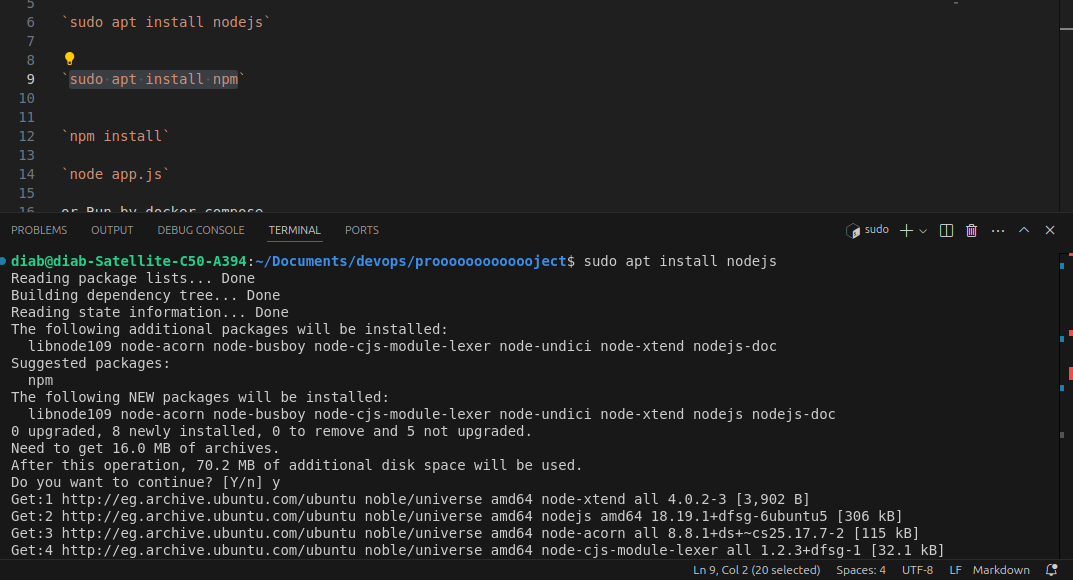 5
6 `sudo apt install nodejs`
7
8
9 `sudo apt install npm`
10
11
12 `npm install`
13
14 `node app.js`
15
16 or Run by docker compose
PROBLEMS OUTPUT DEBUG CONSOLE TERMINAL PORTS sudo
diab@diab-Satellite-C50-A394:~/Documents/devops/prooooooooooooject$ sudo apt install nodejs
Reading package lists... Done
Building dependency tree... Done
Reading state information... Done
The following additional packages will be installed:
  libnode109 node-acorn node-busboy node-cjs-module-lexer node-undici node-xtend nodejs-doc
Suggested packages:
  npm
The following NEW packages will be installed:
  libnode109 node-acorn node-busboy node-cjs-module-lexer node-undici node-xtend nodejs nodejs-doc
0 upgraded, 8 newly installed, 0 to remove and 5 not upgraded.
Need to get 16.0 MB of archives.
After this operation, 70.2 MB of additional disk space will be used.
Do you want to continue? [Y/n] y
Get:1 http://eg.archive.ubuntu.com/ubuntu noble/universe amd64 node-xtend all 4.0.2-3 [3,902 B]
Get:2 http://eg.archive.ubuntu.com/ubuntu noble/universe amd64 nodejs amd64 18.19.1+dfsg-6ubuntu5 [306 kB]
Get:3 http://eg.archive.ubuntu.com/ubuntu noble/universe amd64 node-acorn all 8.8.1+ds+~cs25.17.7-2 [115 kB]
Get:4 http://eg.archive.ubuntu.com/ubuntu noble/universe amd64 node-cjs-module-lexer all 1.2.3+dfsg-1 [32.1 kB]
Ln 9, Col 2 (20 selected) Spaces: 4 UTF-8 LF Markdown